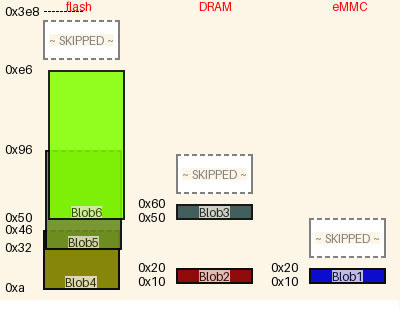 flash DRAM eMMC
0x3e8
~ SKIPPED ~
0xe6
0x96
~ SKIPPED ~
0x60
0x50 Blob6 0x50 Blob3
0x46
0x32 Blob5
~ SKIPPED ~
0x20 0x20
0xa Blob4 0x10 Blob2 0x10 Blob1